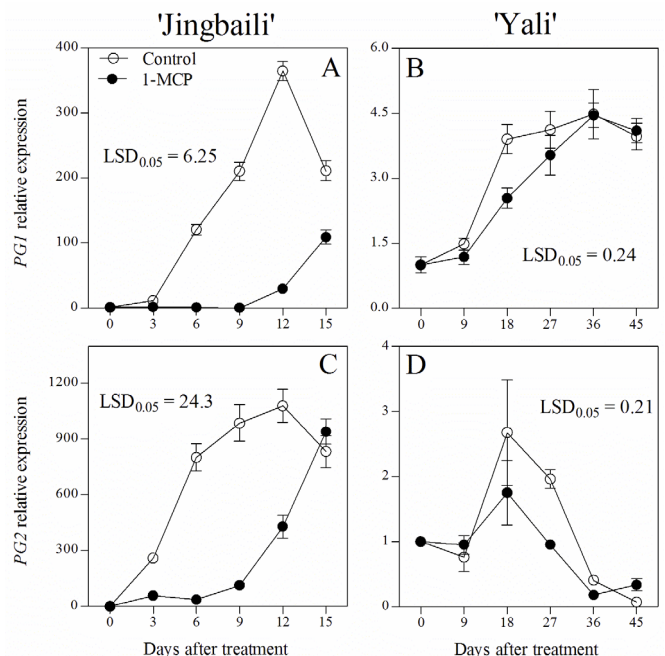 'Jingbaili' 'Yali'
400
300
200
100
0
PG1 relative expression
Control
1-MCP
A
LSD0.05 = 6.25
0 3 6 9 12 15
6.0
4.5
3.0
1.5
0.0
B
LSD0.05 = 0.24
0 9 18 27 36 45
1200
900
600
300
0
PG2 relative expression
C
LSD0.05 = 24.3
0 3 6 9 12 15
Days after treatment
4
3
2
1
0
D
LSD0.05 = 0.21
0 9 18 27 36 45
Days after treatment